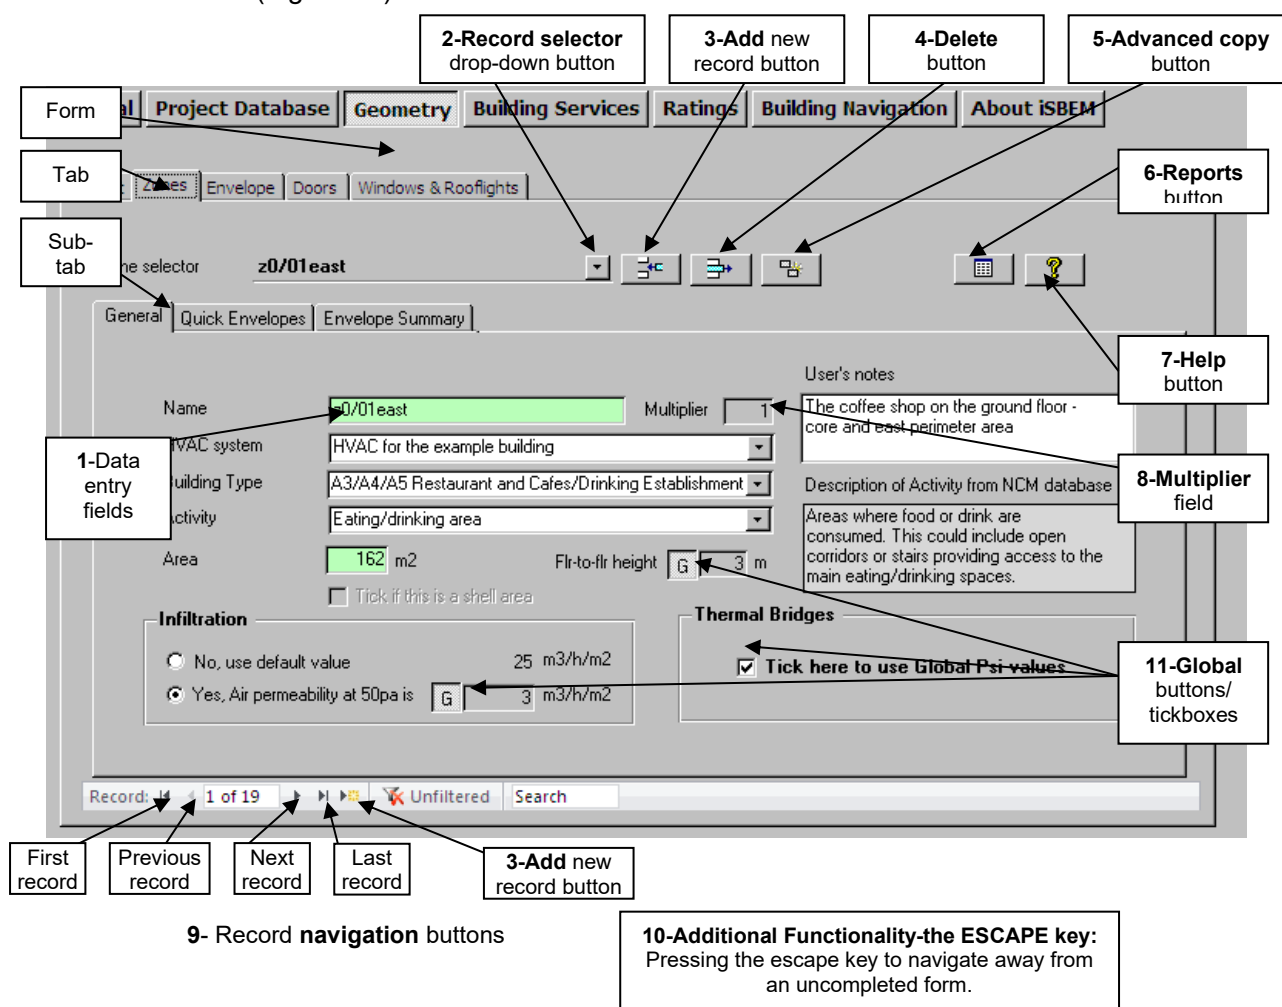 2-Record selector
drop-down button
3-Add new
record button
4-Delete
button
5-Advanced copy
button
Form
Project Database
Geometry
Building Services
Ratings
Building Navigation
About iSBEM
Tab
Zones
Envelope
Doors
Windows & Rooflights
6-Reports
button
Sub-
tab
selector
z0/01east
General
Quick Envelopes
Envelope Summary
7-Help
button
User's notes
Name
z0/01east
Multiplier
1
The coffee shop on the ground floor -
core and east perimeter area
HVAC system
HVAC for the example building
1-Data
entry
fields
8-Multiplier
field
Building Type
A3/A4/A5 Restaurant and Cafes/Drinking Establishment
Description of Activity from NCM database
Activity
Eating/drinking area
Areas where food or drink are
consumed. This could include open
corridors or stairs providing access to the
main eating/drinking spaces.
Area
162 m2
Flr-to-flr height
G
3 m
Tick if this is a shell area
Infiltration
Thermal Bridges
No, use default value
25 m3/h/m2
Tick here to use Global Psi values
Yes, Air permeability at 50pa is
G
3 m3/h/m2
11-Global
buttons/
tickboxes
Record:
1 of 19
Unfiltered
Search
First
record
Previous
record
Next
record
Last
record
3-Add new
record button
9- Record navigation buttons
10-Additional Functionality-the ESCAPE key:
Pressing the escape key to navigate away from
an uncompleted form.